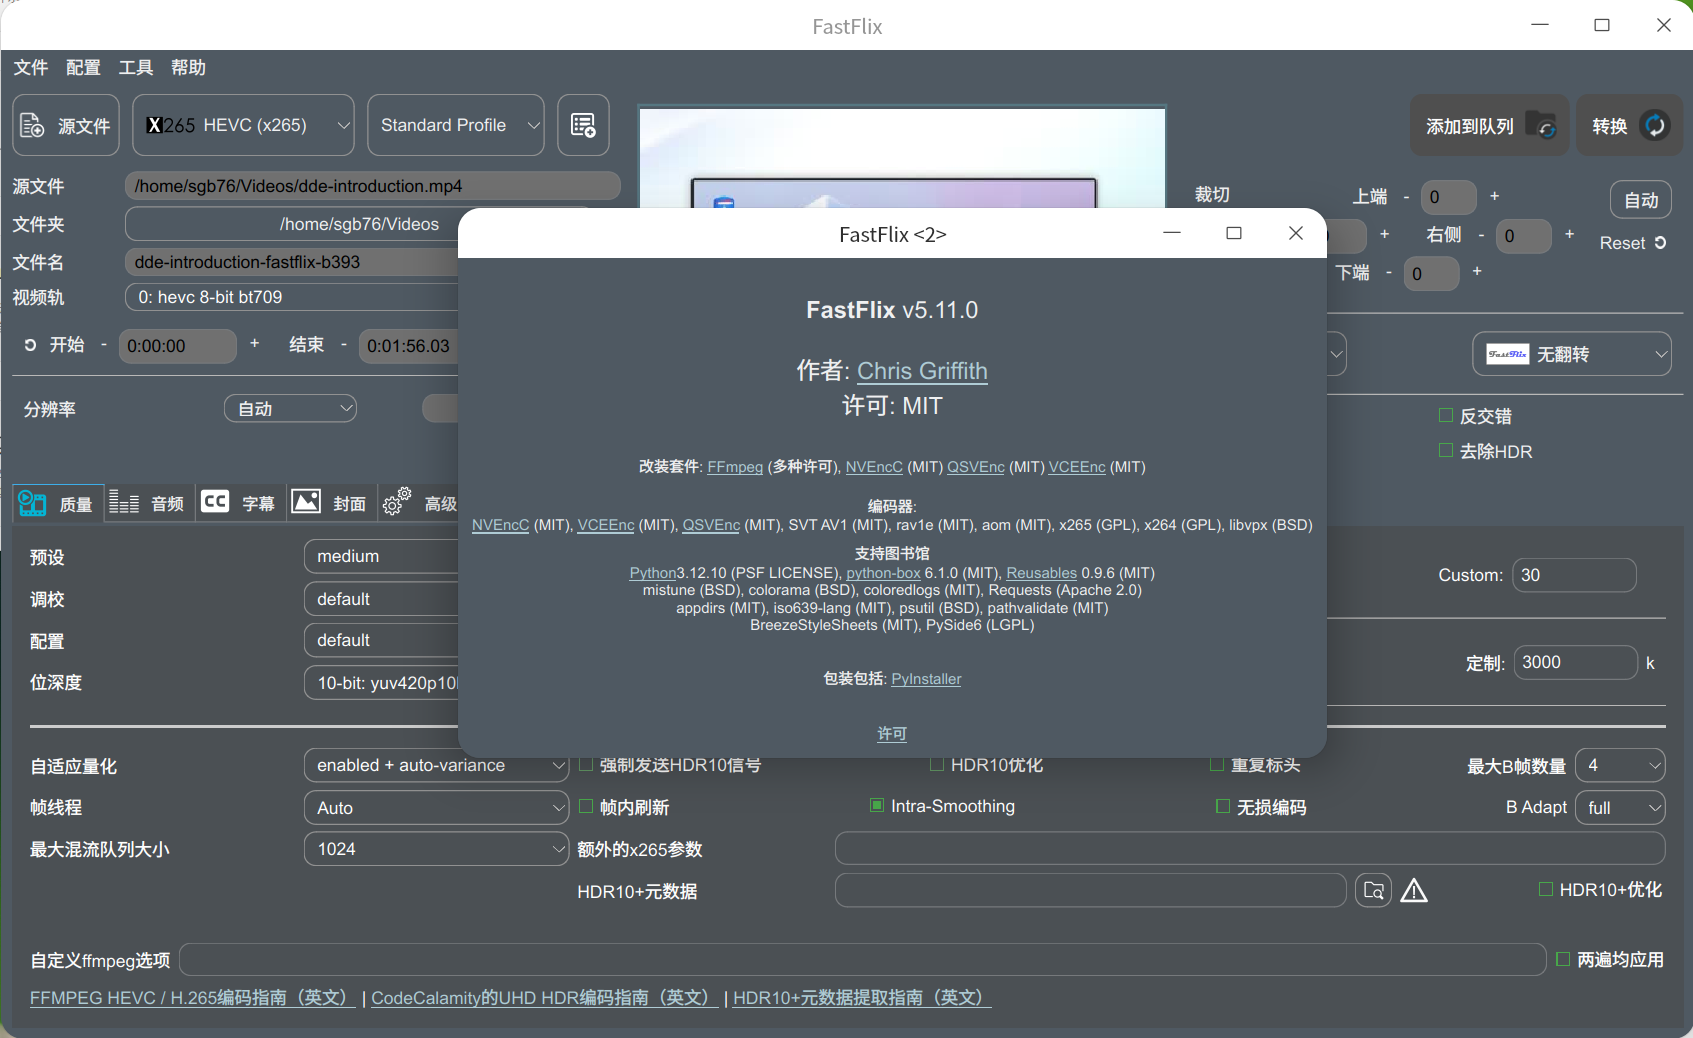 FastFlix
文件 配置 工具 帮助
源文件 X265 HEVC (x265) Standard Profile 添加到队列 转换
源文件 /home/sgb76/Videos/dde-introduction.mp4
文件夹 /home/sgb76/Videos
文件名 dde-introduction-fastflix-b393
视频轨 0: hevc 8-bit bt709
开始 - 0:00:00 + 结束 - 0:01:56.03
裁切 上端 - 0 + 自动
+ 右侧 - 0 + Reset
下端 - 0 +
FastFlix 无翻转
分辨率 自动
反交错
去除HDR
质量 音频 CC 字幕 封面 高级
FastFlix <2>
FastFlix v5.11.0
作者: Chris Griffith
许可: MIT
改装套件: FFmpeg (多种许可), NVEncC (MIT) QSVEnc (MIT) VCEEnc (MIT)
编码器:
NVEncC (MIT), VCEEnc (MIT), QSVEnc (MIT), SVT AV1 (MIT), rav1e (MIT), aom (MIT), x265 (GPL), x264 (GPL), libvpx (BSD)
支持图书馆
Python3.12.10 (PSF LICENSE), python-box 6.1.0 (MIT), Reusables 0.9.6 (MIT)
mistune (BSD), colorama (BSD), coloredlogs (MIT), Requests (Apache 2.0)
appdirs (MIT), iso639-lang (MIT), psutil (BSD), pathvalidate (MIT)
BreezeStyleSheets (MIT), PySide6 (LGPL)
包装包括: PyInstaller
许可
预设 medium
调校 default
配置 default
位深度 10-bit: yuv420p10l
Custom: 30
定制: 3000 k
自适应量化 enabled + auto-variance 强制发送HDR10信号 HDR10优化 重复标头 最大B帧数量 4
帧线程 Auto 帧内刷新 Intra-Smoothing 无损编码 B Adapt full
最大混流队列大小 1024 额外的x265参数
HDR10+元数据 HDR10+优化
自定义ffmpeg选项 两遍均应用
FFMPEG HEVC / H.265编码指南（英文） | CodeCalamity的UHD HDR编码指南（英文） | HDR10+元数据提取指南（英文）